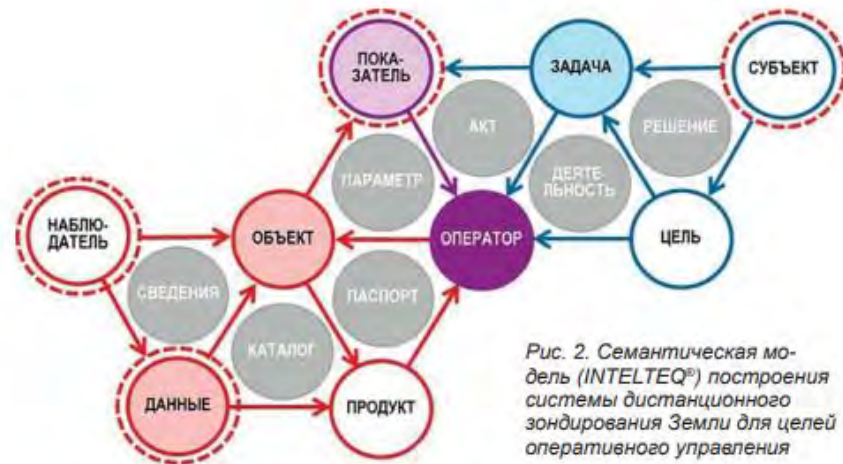 ПОКА-
ЗАТЕЛЬ
ЗАДАЧА
СУБЪЕКТ
АКТ
РЕШЕНИЕ
ПАРАМЕТР
ДЕЯТЕ-
ЛЬНОСТЬ
НАБЛЮ-
ДАТЕЛЬ
ОБЪЕКТ
ОПЕРАТОР
ЦЕЛЬ
СВЕДЕНИЯ
ПАСПОРТ
КАТАЛОГ
ДАННЫЕ
ПРОДУКТ
Рис. 2. Семантическая мо-
дель (INTELTEQ®) построения
системы дистанционного
зондирования Земли для целей
оперативного управления